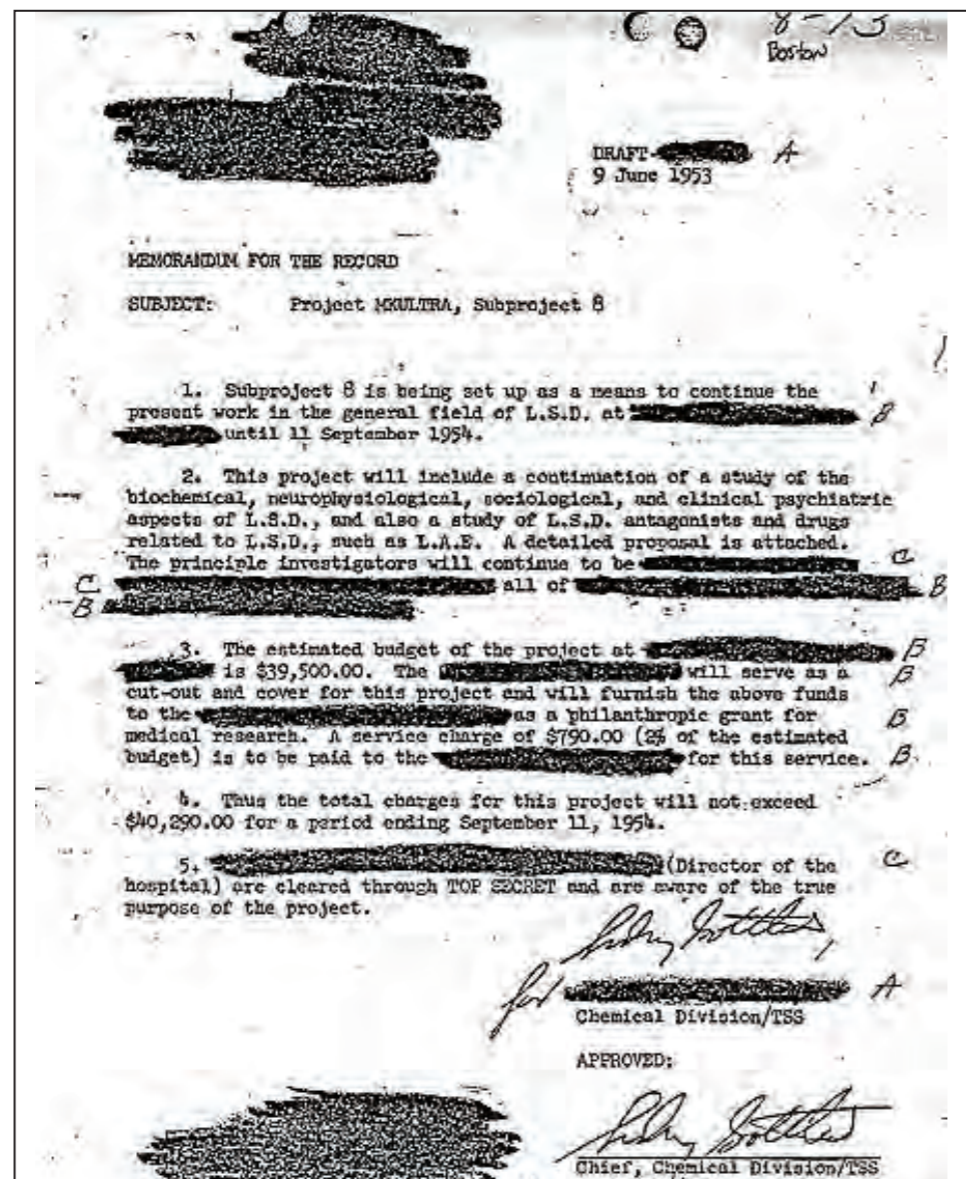 8-13
Boston
DRAFT- A
9 June 1953
MEMORANDUM FOR THE RECORD
SUBJECT: Project MKULTRA, Subproject 8
1. Subproject 8 is being set up as a means to continue the
present work in the general field of L.S.D. at B
until 11 September 1954.
2. This project will include a continuation of a study of the
biochemical, neurophysiological, sociological, and clinical psychiatric
aspects of L.S.D., and also a study of L.S.D. antagonists and drugs
related to L.S.D., such as L.A.E. A detailed proposal is attached.
The principle investigators will continue to be C
C all of B
B
3. The estimated budget of the project at B
is $39,500.00. The will serve as a B
cut-out and cover for this project and will furnish the above funds
to the as a philanthropic grant for B
medical research. A service charge of $790.00 (2% of the estimated
budget) is to be paid to the for this service. B
4. Thus the total charges for this project will not exceed
$40,290.00 for a period ending September 11, 1954.
5. (Director of the C
hospital) are cleared through TOP SECRET and are aware of the true
purpose of the project.
Sidney Gottlieb,
for A
Chemical Division/TSS
APPROVED:
Sidney Gottlieb
Chief, Chemical Division/TSS